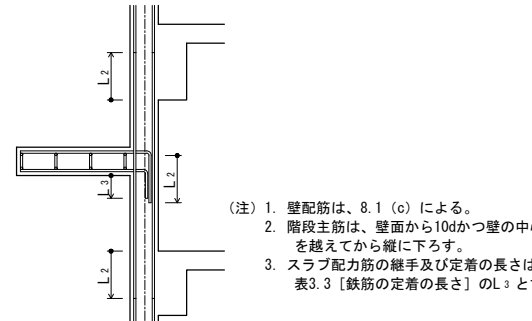 L2
L2
L3
L2
(注) 1. 壁配筋は、8.1 (c) による。
2. 階段主筋は、壁面から10dかつ壁の中
を越えてから縦に下ろす。
3. スラブ配力筋の継手及び定着の長さは
表3.3 [鉄筋の定着の長さ] のL3 と
L2